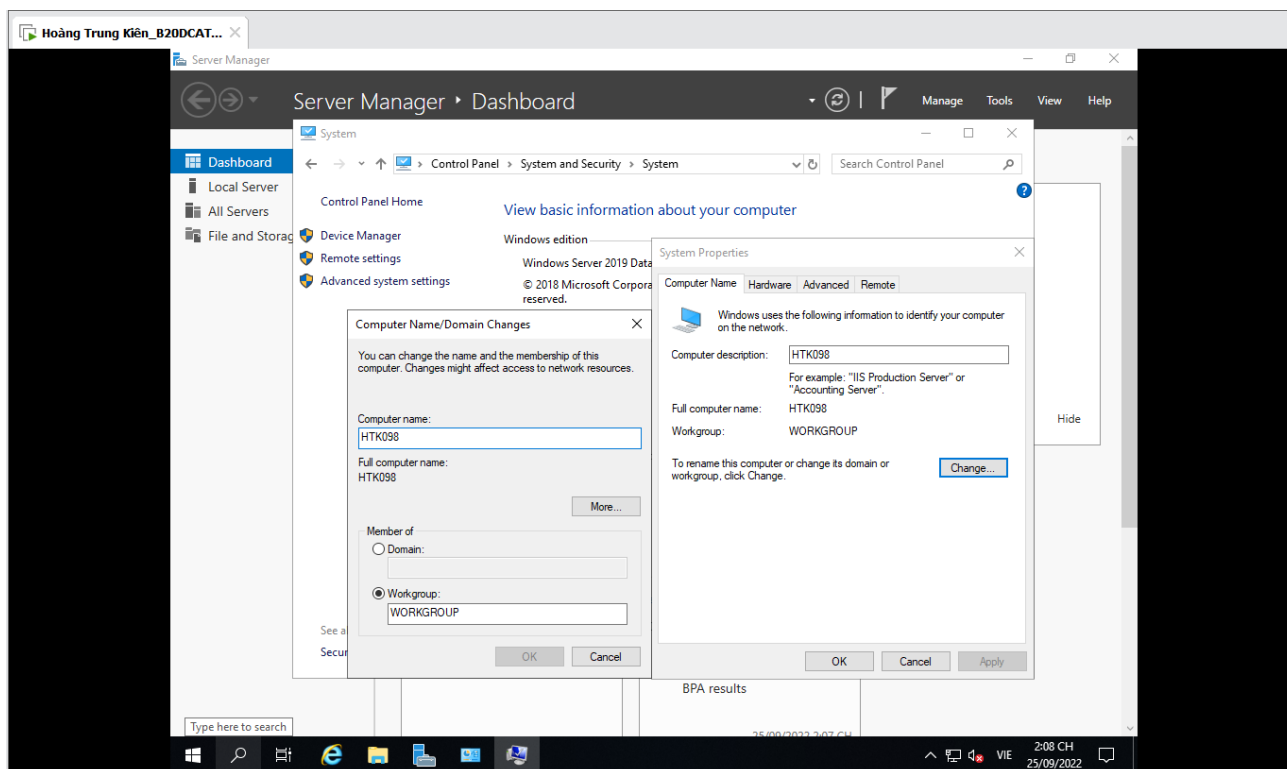 Hoàng Trung Kiên_B20DCAT...
Server Manager
Server Manager Dashboard
Manage Tools View Help
System
Control Panel > System and Security > System
Search Control Panel
Dashboard
Local Server
All Servers
File and Storag
Control Panel Home
Device Manager
Remote settings
Advanced system settings
View basic information about your computer
Windows edition
Windows Server 2019 Data
© 2018 Microsoft Corpora
reserved.
See a
Secur
Computer Name/Domain Changes
You can change the name and the membership of this
computer. Changes might affect access to network resources.
Computer name:
HTK098
Full computer name:
HTK098
More...
Member of
Domain:
Workgroup:
WORKGROUP
OK Cancel
System Properties
Computer Name Hardware Advanced Remote
Windows uses the following information to identify your computer
on the network.
Computer description: HTK098
For example: "IIS Production Server" or
"Accounting Server".
Full computer name: HTK098
Workgroup: WORKGROUP
To rename this computer or change its domain or
workgroup, click Change.
Change...
OK Cancel Apply
Hide
BPA results
25/09/2022 2:07 CH
Type here to search
VIE
2:08 CH
25/09/2022